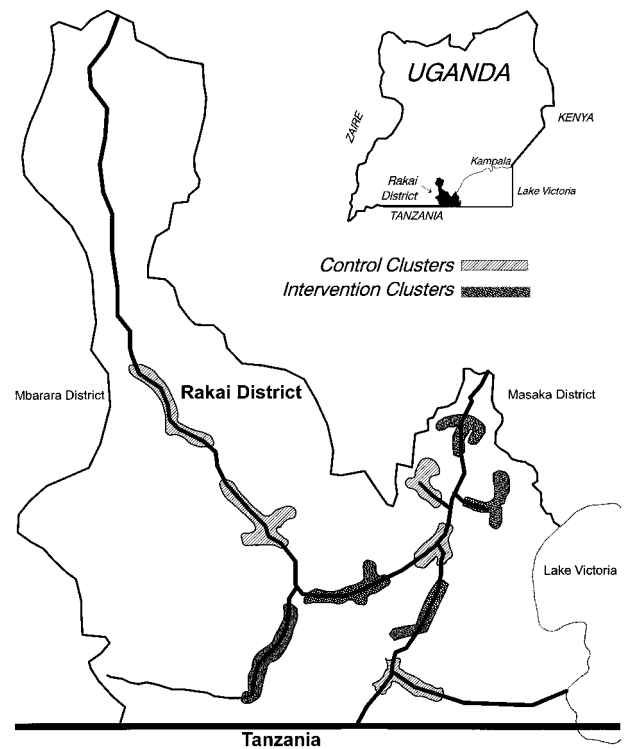 UGANDA
ZAIRE
KENYA
Kampala
Rakai
District
Lake Victoria
TANZANIA
Control Clusters
Intervention Clusters
Mbarara District
Rakai District
Masaka District
Lake Victoria
Tanzania